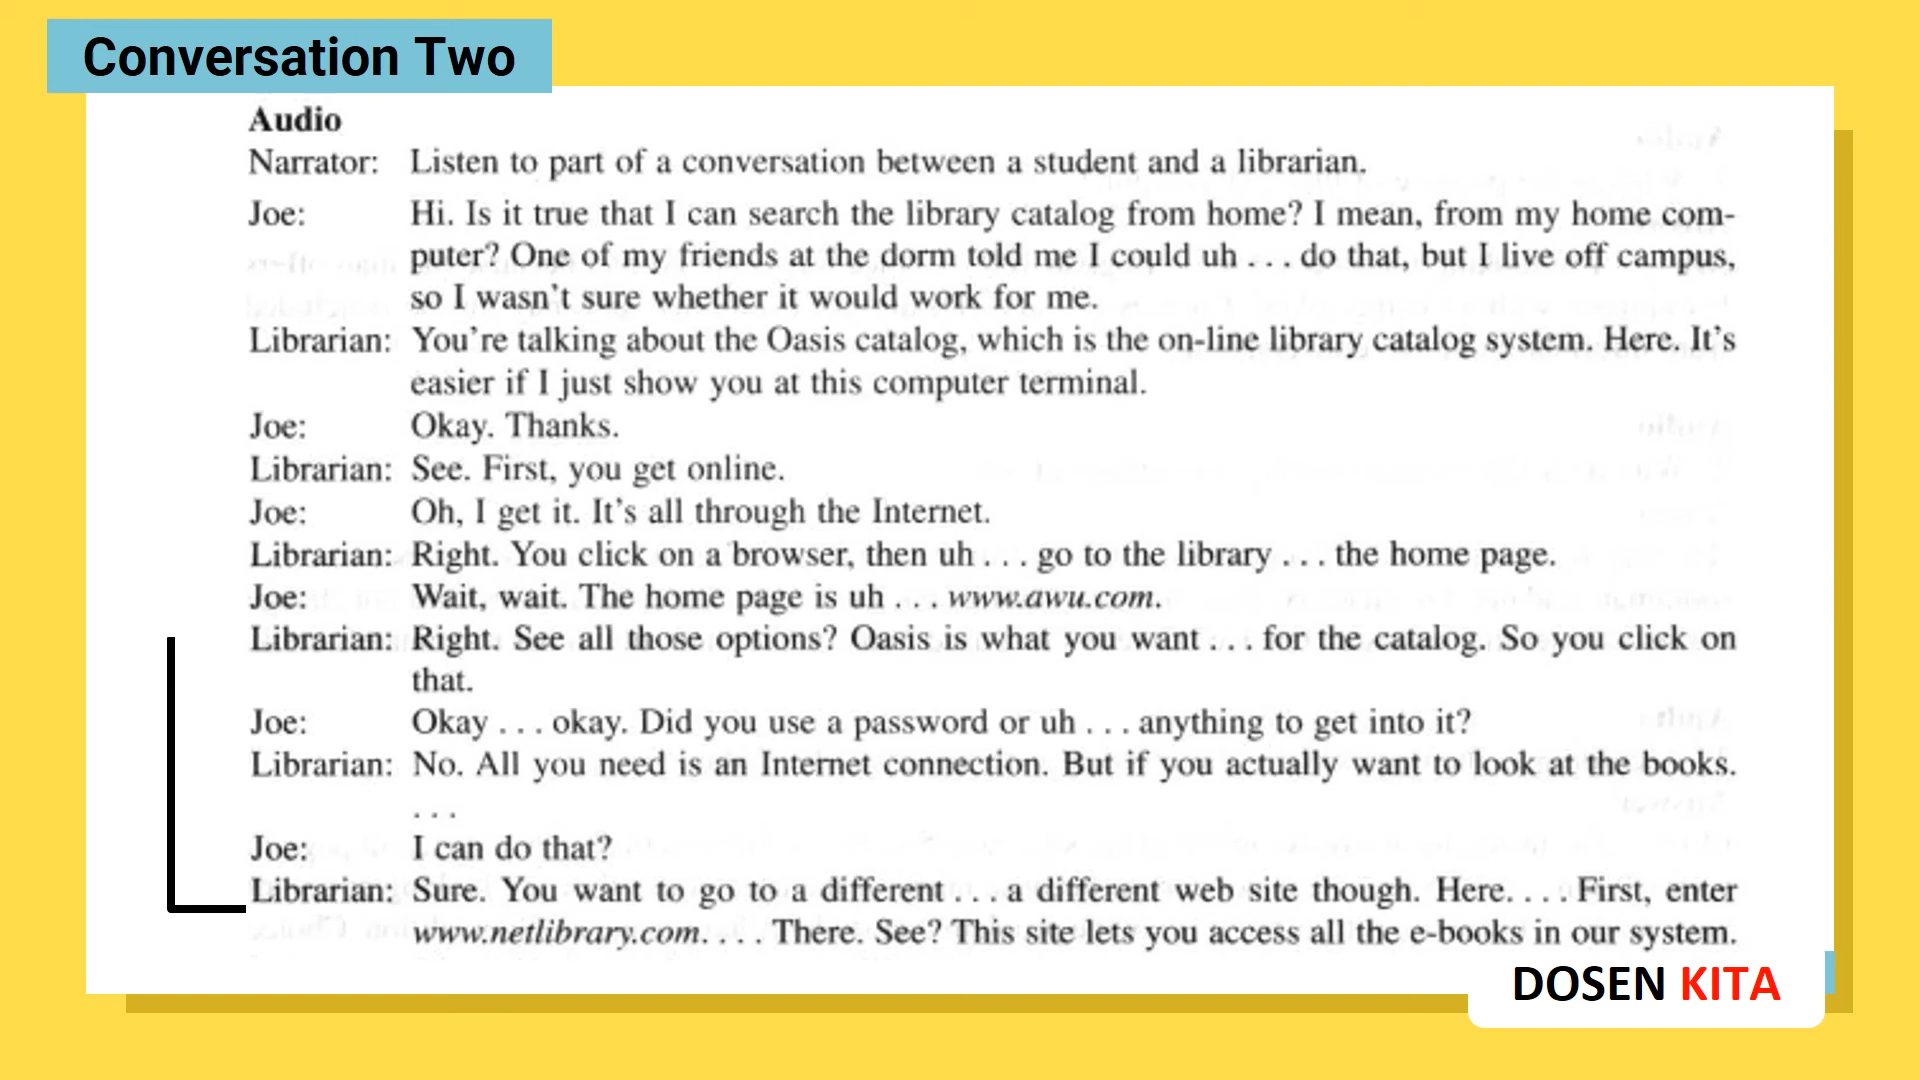 Conversation Two
Audio
Narrator: Listen to part of a conversation between a student and a librarian.
Joe: Hi. Is it true that I can search the library catalog from home? I mean, from my home com-
puter? One of my friends at the dorm told me I could uh . . . do that, but I live off campus,
so I wasn't sure whether it would work for me.
Librarian: You're talking about the Oasis catalog, which is the on-line library catalog system. Here. It's
easier if I just show you at this computer terminal.
Joe: Okay. Thanks.
Librarian: See. First, you get online.
Joe: Oh, I get it. It's all through the Internet.
Librarian: Right. You click on a browser, then uh . . . go to the library . . . the home page.
Joe: Wait, wait. The home page is uh . . . www.awu.com.
Librarian: Right. See all those options? Oasis is what you want . . . for the catalog. So you click on
that.
Joe: Okay . . . okay. Did you use a password or uh . . . anything to get into it?
Librarian: No. All you need is an Internet connection. But if you actually want to look at the books.
. . .
Joe: I can do that?
Librarian: Sure. You want to go to a different . . . a different web site though. Here. . . . First, enter
www.netlibrary.com. . . . There. See? This site lets you access all the e-books in our system.
DOSEN KITA